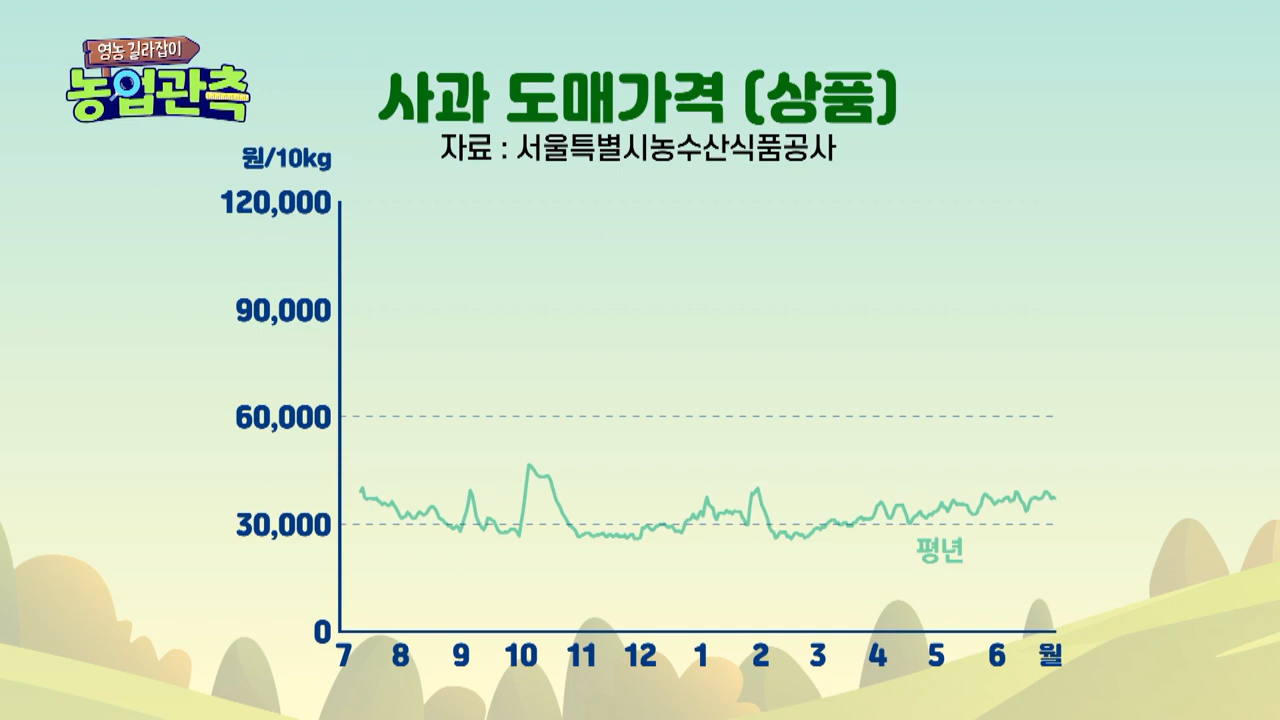 영농 길라잡이
농업관측
사과 도매가격 (상품)
자료 : 서울특별시농수산식품공사
원/10kg
120,000
90,000
60,000
30,000
0
평년
7 8 9 10 11 12 1 2 3 4 5 6 월